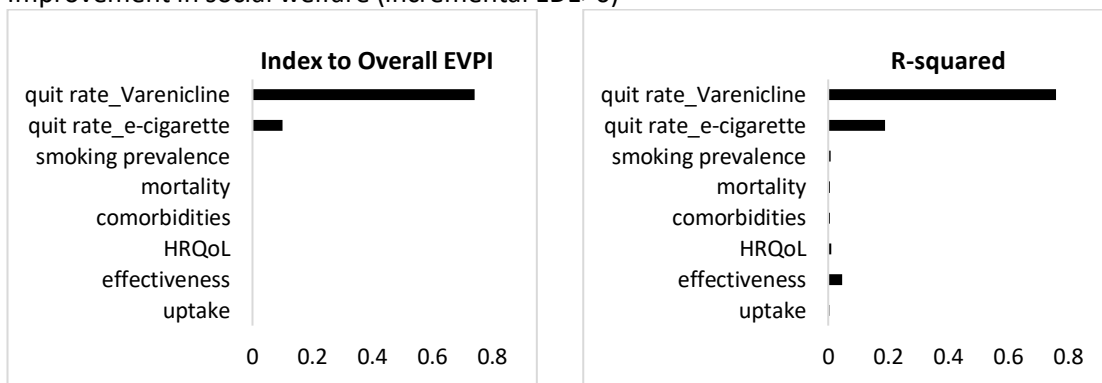 improvement in social welfare (incremental
Index to Overall EVPI
quit rate_Varenicline
quit rate_e-cigarette
smoking prevalence
mortality
comorbidities
HRQoL
effectiveness
uptake
0 0.2 0.4 0.6 0.8
R-squared
quit rate_Varenicline
quit rate_e-cigarette
smoking prevalence
mortality
comorbidities
HRQoL
effectiveness
uptake
0 0.2 0.4 0.6 0.8